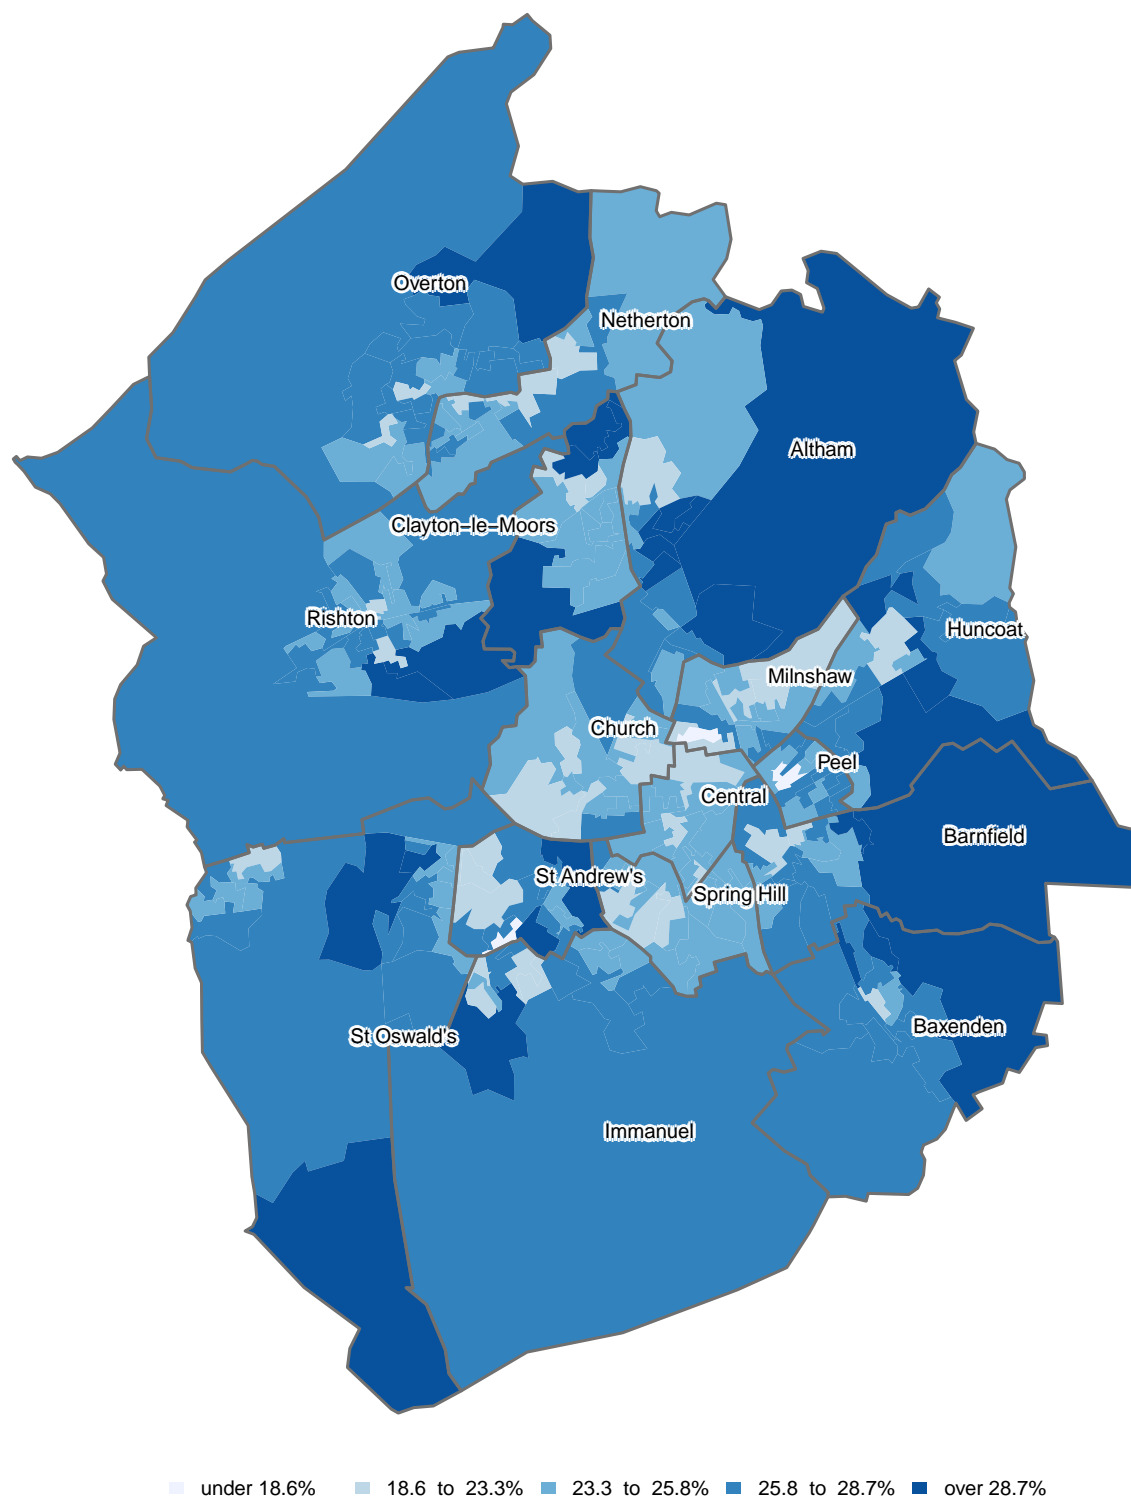 Overton
Netherton
Altham
Clayton−le−Moors
Rishton
Huncoat
Milnshaw
Church
Peel
Central
Barnfield
St Andrew's
Spring Hill
Baxenden
St Oswald's
Immanuel
under 18.6% 18.6 to 23.3% 23.3 to 25.8% 25.8 to 28.7% over 28.7%